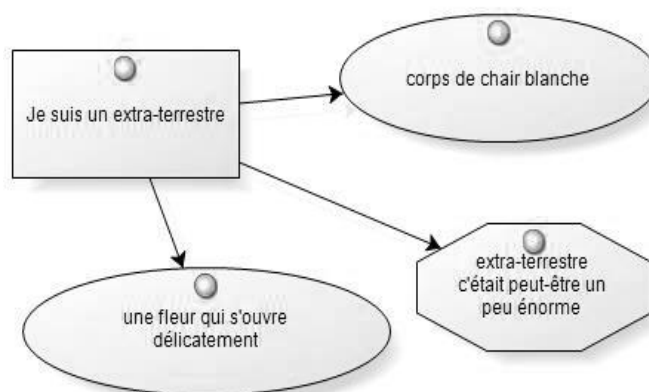 corps de chair blanche
Je suis un extra-terrestre
extra-terrestre
c'était peut-être un
peu énorme
une fleur qui s'ouvre
délicatement